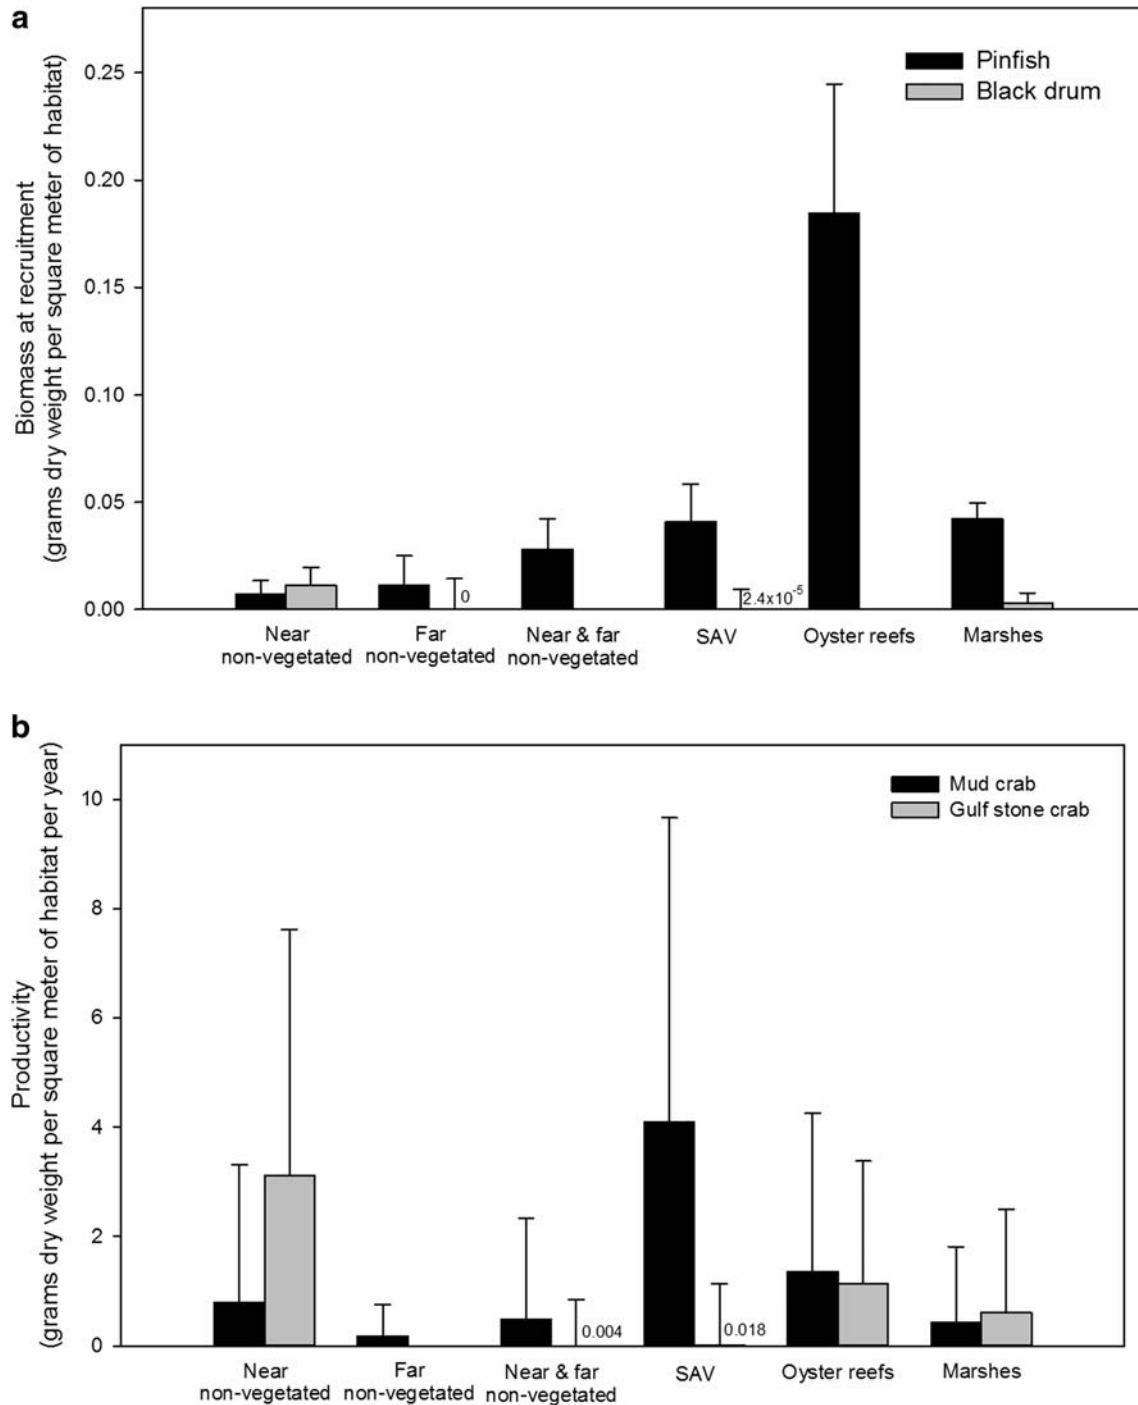 a
Biomass at recruitment
(grams dry weight per square meter of habitat)
0.25
0.20
0.15
0.10
0.05
0.00
Pinfish
Black drum
0
2.4x10⁻⁵
Near
non-vegetated
Far
non-vegetated
Near & far
non-vegetated
SAV
Oyster reefs
Marshes
b
Productivity
(grams dry weight per square meter of habitat per year)
10
8
6
4
2
0
Mud crab
Gulf stone crab
0.004
0.018
Near
non-vegetated
Far
non-vegetated
Near & far
non-vegetated
SAV
Oyster reefs
Marshes